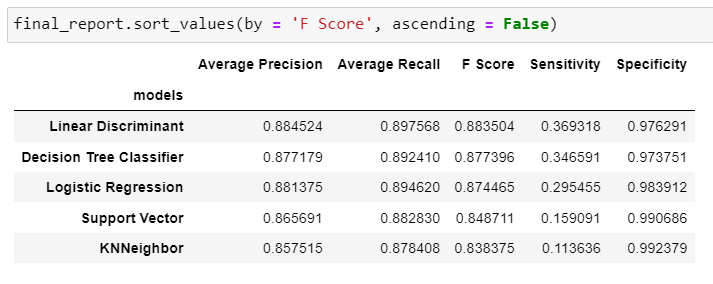 final_report.sort_values(by = 'F Score', ascending = False)
Average Precision Average Recall F Score Sensitivity Specificity
models
Linear Discriminant 0.884524 0.897568 0.883504 0.369318 0.976291
Decision Tree Classifier 0.877179 0.892410 0.877396 0.346591 0.973751
Logistic Regression 0.881375 0.894620 0.874465 0.295455 0.983912
Support Vector 0.865691 0.882830 0.848711 0.159091 0.990686
KNNeighbor 0.857515 0.878408 0.838375 0.113636 0.992379